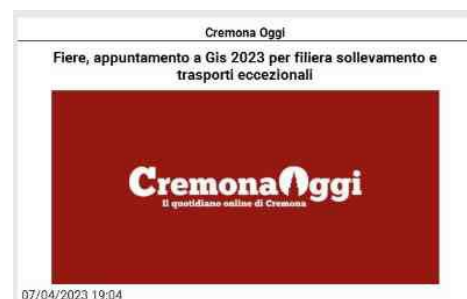 Cremona Oggi
Fiere, appuntamento a Gis 2023 per filiera sollevamento e
trasporti eccezionali
CremonaOggi
Il quotidiano online di Cremona
07/04/2023 19:04